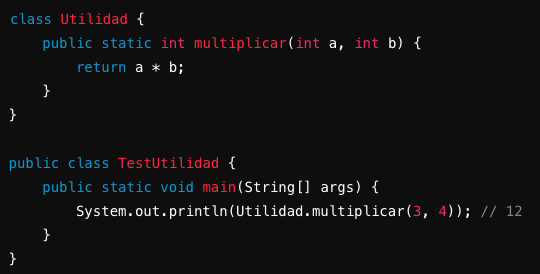 class Utilidad {
    public static int multiplicar(int a, int b) {
        return a * b;
    }
}

public class TestUtilidad {
    public static void main(String[] args) {
        System.out.println(Utilidad.multiplicar(3, 4)); // 12
    }
}